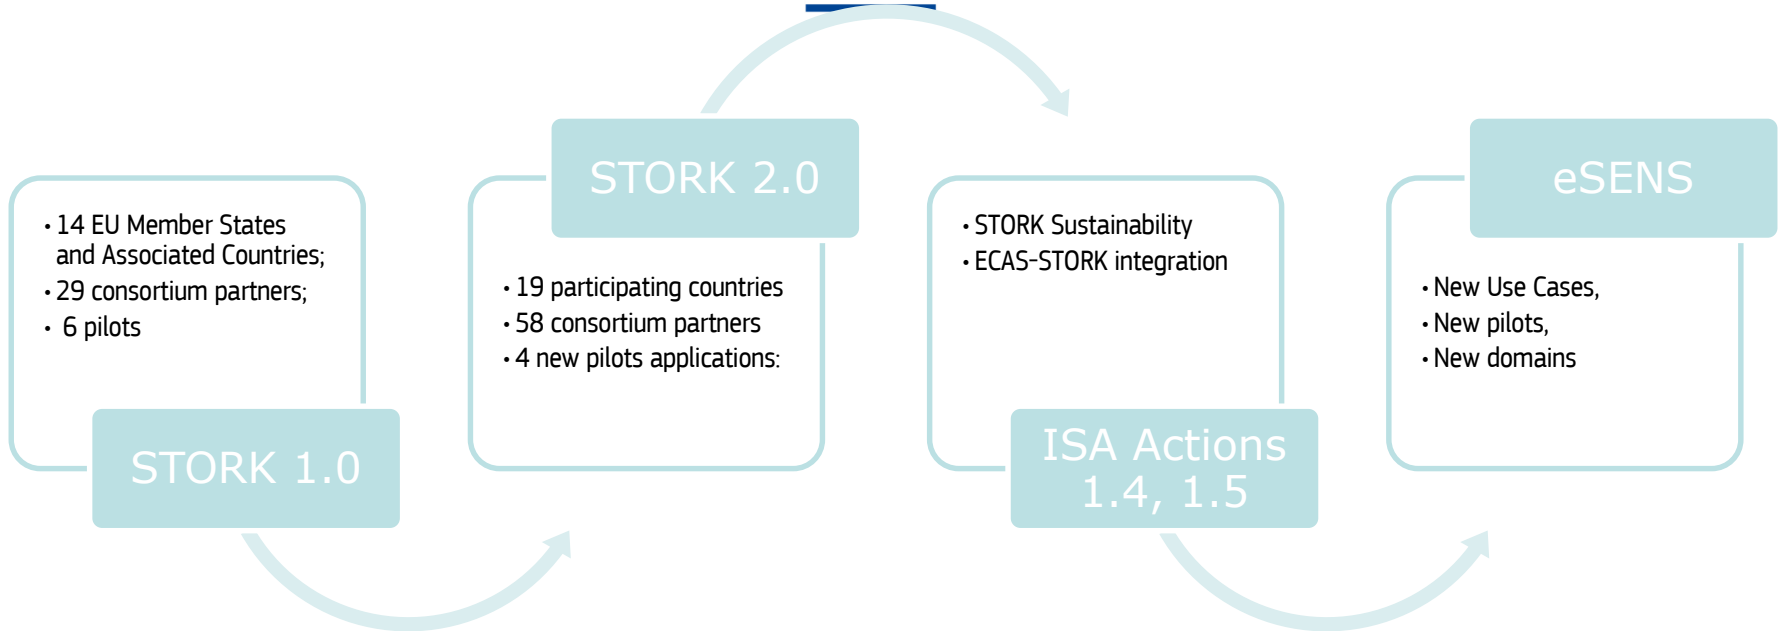 • 14 EU Member States
and Associated Countries;
• 29 consortium partners;
• 6 pilots
STORK 1.0
STORK 2.0
• 19 participating countries
• 58 consortium partners
• 4 new pilots applications:
• STORK Sustainability
• ECAS-STORK integration
ISA Actions
1.4, 1.5
eSENS
• New Use Cases,
• New pilots,
• New domains